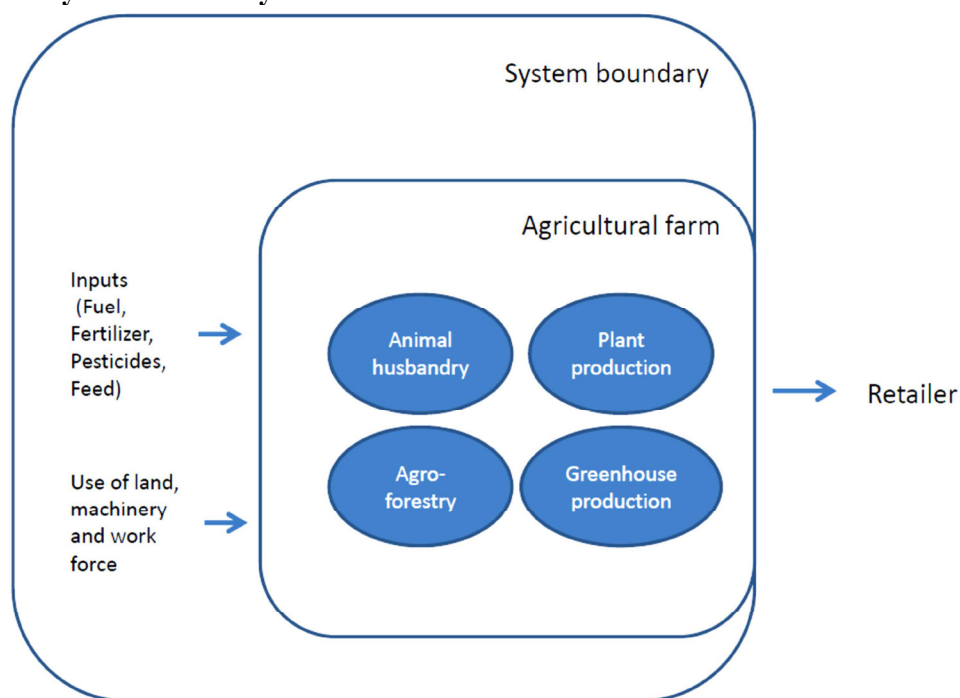 System boundary
Agricultural farm
Inputs
(Fuel,
Fertilizer,
Pesticides,
Feed)
Animal
husbandry
Plant
production
Retailer
Use of land,
machinery
and work
force
Agro-
forestry
Greenhouse
production